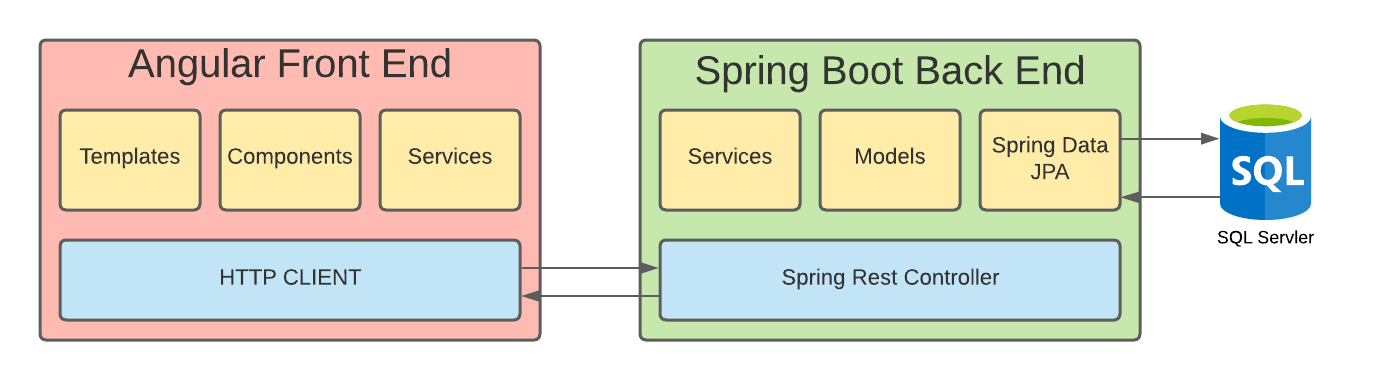 Angular Front End
Templates
Components
Services
HTTP CLIENT
Spring Boot Back End
Services
Models
Spring Data
JPA
Spring Rest Controller
SQL
SQL Servler